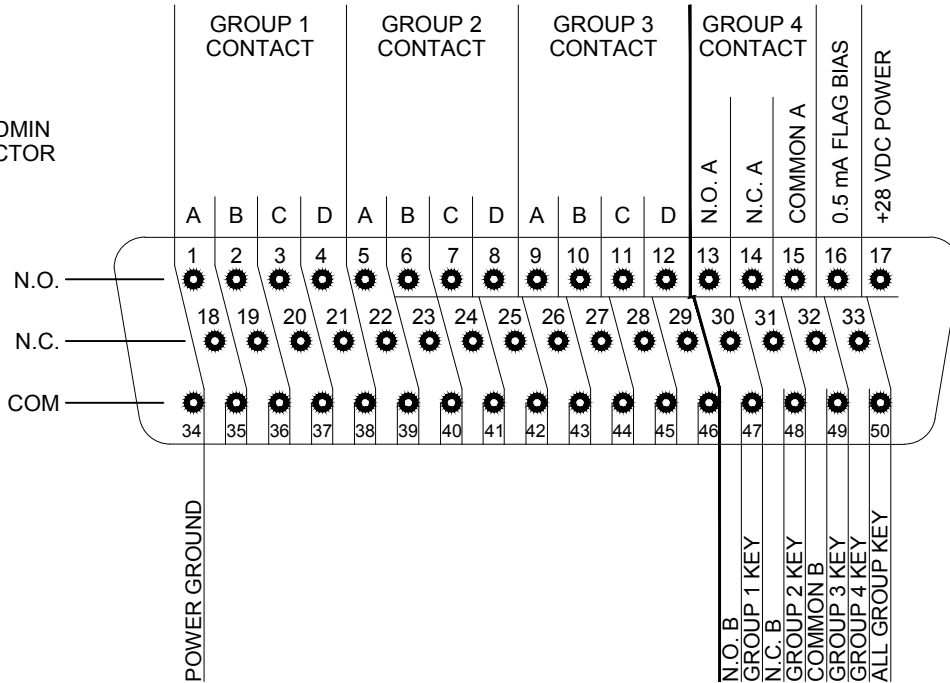 GROUP 1
CONTACT
GROUP 2
CONTACT
GROUP 3
CONTACT
GROUP 4
CONTACT
DMIN
CTOR
A B C D A B C D A B C D
N.O. A
N.C. A
COMMON A
0.5 mA FLAG BIAS
+28 VDC POWER
1 2 3 4 5 6 7 8 9 10 11 12 13 14 15 16 17
N.O.
18 19 20 21 22 23 24 25 26 27 28 29 30 31 32 33
N.C.
COM
34 35 36 37 38 39 40 41 42 43 44 45 46 47 48 49 50
POWER GROUND
N.O. B
GROUP 1 KEY
N.C. B
GROUP 2 KEY
COMMON B
GROUP 3 KEY
GROUP 4 KEY
ALL GROUP KEY